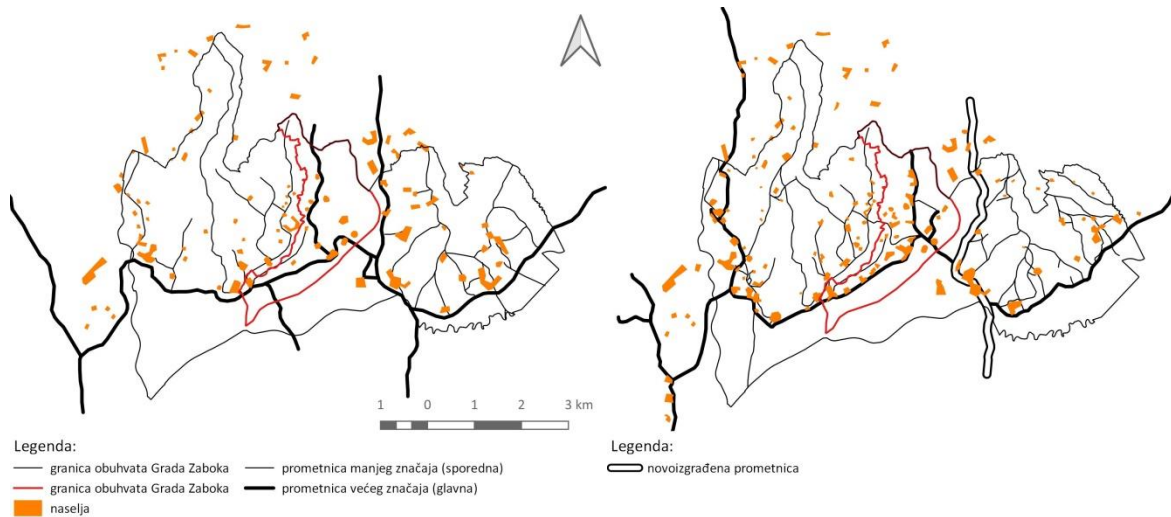 1 0 1 2 3 km
Legenda:
granica obuhvata Grada Zaboka prometnica manjeg značaja (sporedna)
granica obuhvata Grada Zaboka prometnica većeg značaja (glavna)
naselja
Legenda:
novoizgrađena prometnica